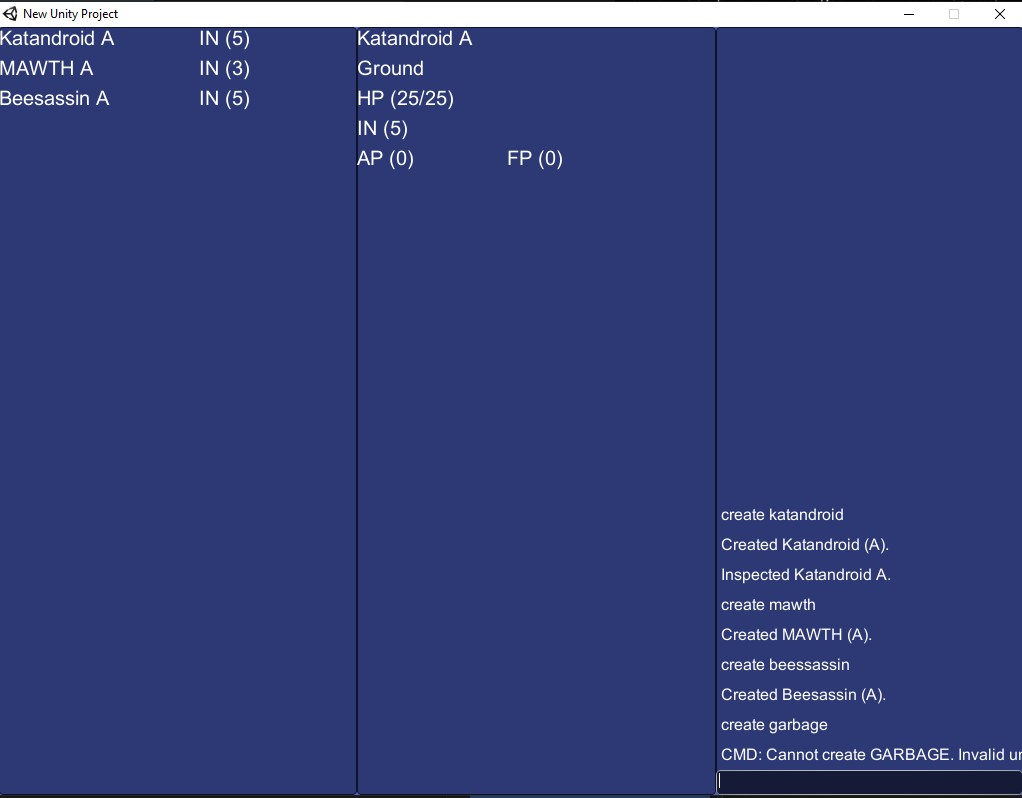 New Unity Project
Katandroid A IN (5)
MAWTH A IN (3)
Beesassin A IN (5)
Katandroid A
Ground
HP (25/25)
IN (5)
AP (0) FP (0)
create katandroid
Created Katandroid (A).
Inspected Katandroid A.
create mawth
Created MAWTH (A).
create beessassin
Created Beesassin (A).
create garbage
CMD: Cannot create GARBAGE. Invalid